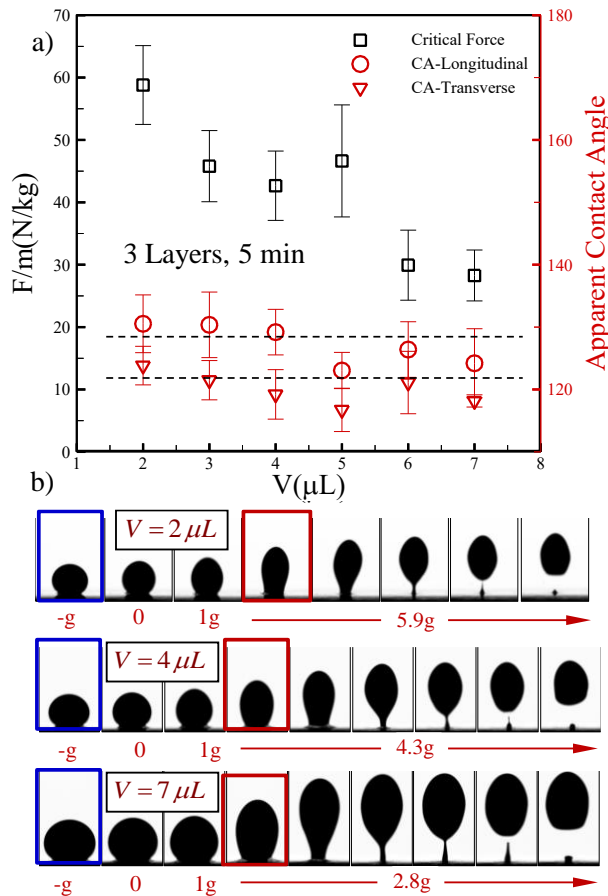 a)
Critical Force
CA-Longitudinal
CA-Transverse
F/m(N/kg)
70
60
50
40
30
20
10
0
180
160
140
120
Apparent Contact Angle
3 Layers, 5 min
1 2 3 4 5 6 7 8
V(μL)
b)
V = 2 μL
-g 0 1g 5.9g
V = 4 μL
-g 0 1g 4.3g
V = 7 μL
-g 0 1g 2.8g